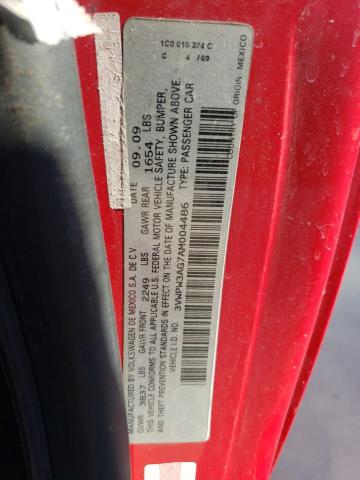 1C0 010 374 C
C 4 /09
MANUFACTURED BY VOLKSWAGEN DE MEXICO S.A. DE C.V. DATE 09.09
GVWR 3837 LBS GAWR FRONT 2249 LBS GAWR REAR 1654 LBS
THIS VEHICLE CONFORMS TO ALL APPLICABLE U.S. FEDERAL MOTOR VEHICLE SAFETY, BUMPER,
AND THEFT PREVENTION STANDARDS IN EFFECT ON THE DATE OF MANUFACTURE SHOWN ABOVE.
VEHICLE I.D. NO. 3VWPW3AG7AM004486 TYPE: PASSENGER CAR
COUNTRY OF ORIGIN: MEXICO